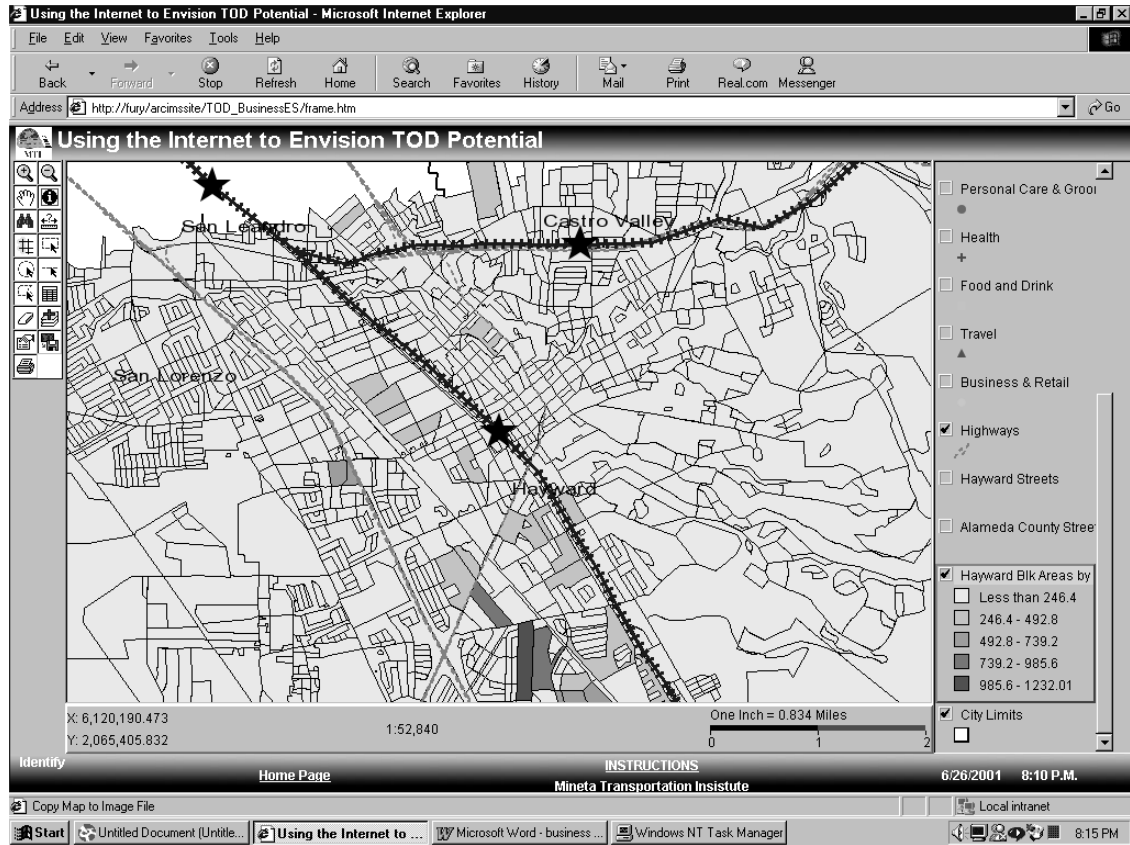 Using the Internet to Envision TOD Potential - Microsoft Internet Explorer
File Edit View Favorites Tools Help
Back Forward Stop Refresh Home Search Favorites History Mail Print Real.com Messenger
Address http://fury/arcimssite/TOD_BusinessES/frame.htm Go
MTI
Using the Internet to Envision TOD Potential
San Leandro
Castro Valley
San Lorenzo
Hayward
Personal Care & Groo
Health
Food and Drink
Travel
Business & Retail
Highways
Hayward Streets
Alameda County Stree
Hayward Blk Areas by
Less than 246.4
246.4 - 492.8
492.8 - 739.2
739.2 - 985.6
985.6 - 1232.01
City Limits
X: 6,120,190.473
Y: 2,065,405.832
1:52,840
One Inch = 0.834 Miles
0 1 2
Identify
Home Page
INSTRUCTIONS
Mineta Transportation Insistute
6/26/2001 8:10 P.M.
Copy Map to Image File
Local intranet
Start Untitled Document (Untitle... Using the Internet to ... Microsoft Word - business ... Windows NT Task Manager 8:15 PM